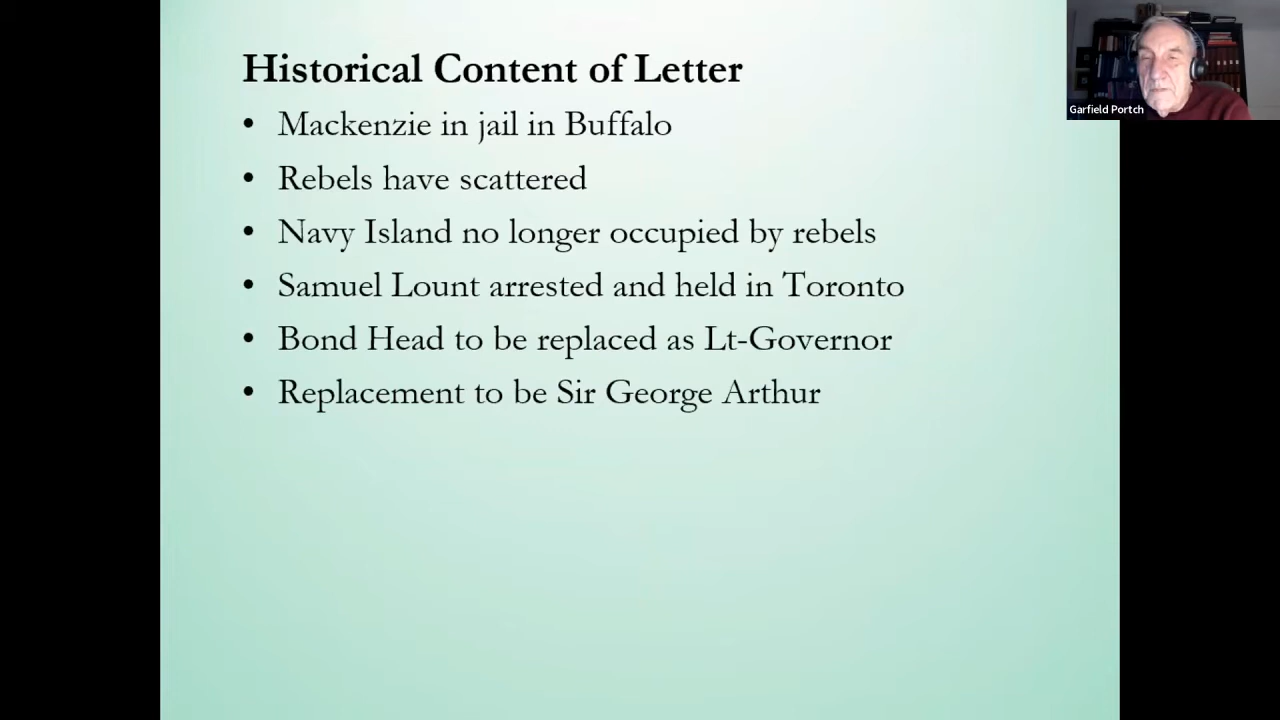 Historical Content of Letter
• Mackenzie in jail in Buffalo
• Rebels have scattered
• Navy Island no longer occupied by rebels
• Samuel Lount arrested and held in Toronto
• Bond Head to be replaced as Lt-Governor
• Replacement to be Sir George Arthur
Garfield Portch